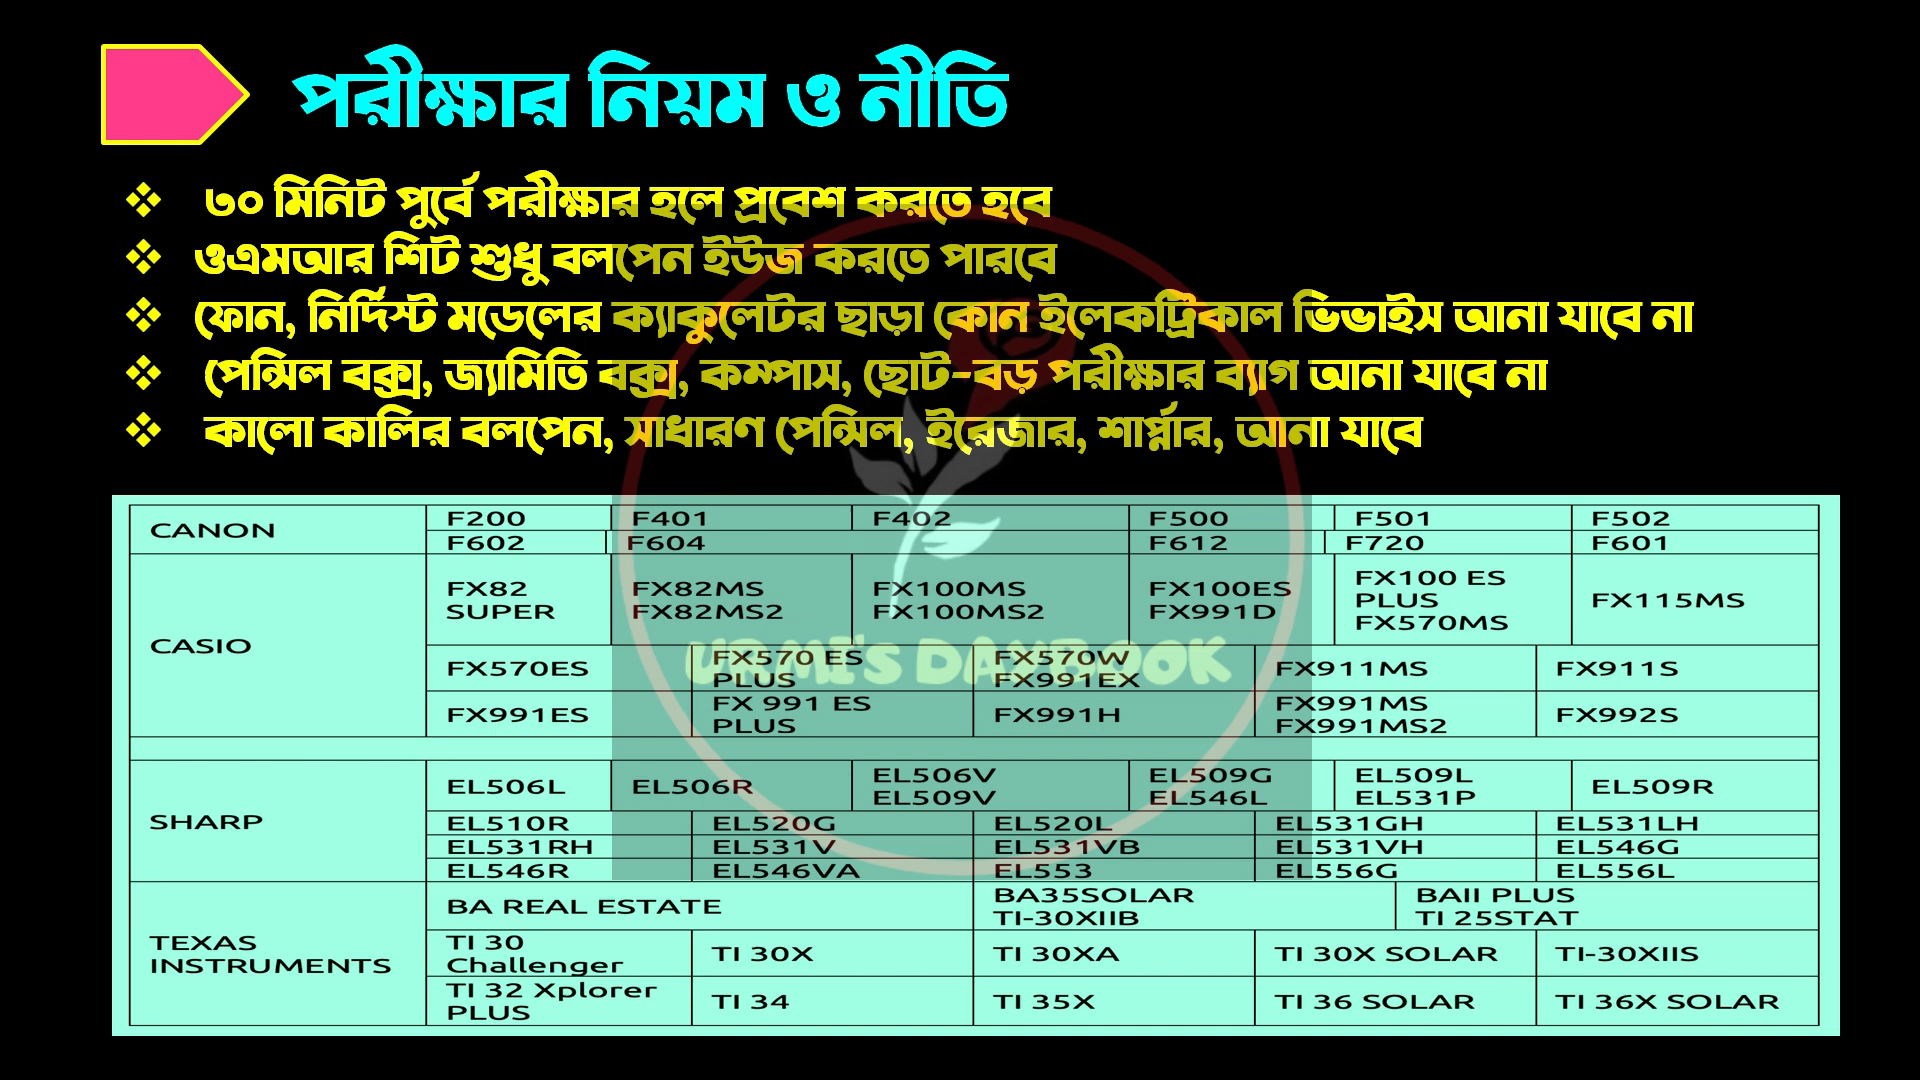 পরীক্ষার নিয়ম ও নীতি
৩০ মিনিট পুর্বে পরীক্ষার হলে প্রবেশ করতে হবে
ওএমআর শিট শুধু বলপেন ইউজ করতে পারবে
ফোন, নির্দিস্ট মডেলের ক্যাকুলেটর ছাড়া কোন ইলেকট্রিকাল ভিভাইস আনা যাবে না
পেন্সিল বক্স, জ্যামিতি বক্স, কম্পাস, ছোট-বড় পরীক্ষার ব্যাগ আনা যাবে না
কালো কালির বলপেন, সাধারণ পেন্সিল, ইরেজার, শার্প্নার, আনা যাবে
CANON F200 F401 F402 F500 F501 F502
F602 F604 F612 F720 F601
CASIO
FX82 SUPER FX82MS FX82MS2 FX100MS FX100MS2 FX100ES FX991D FX100 ES PLUS FX570MS FX115MS
FX570ES FX570 ES PLUS FX570W FX991EX FX911MS FX911S
FX991ES FX 991 ES PLUS FX991H FX991MS FX991MS2 FX992S
SHARP
EL506L EL506R EL506V EL509V EL509G EL546L EL509L EL531P EL509R
EL510R EL520G EL520L EL531GH EL531LH
EL531RH EL531V EL531VB EL531VH EL546G
EL546R EL546VA EL553 EL556G EL556L
TEXAS INSTRUMENTS
BA REAL ESTATE BA35SOLAR TI-30XIIB BAII PLUS TI 25STAT
TI 30 Challenger TI 30X TI 30XA TI 30X SOLAR TI-30XIIS
TI 32 Xplorer PLUS TI 34 TI 35X TI 36 SOLAR TI 36X SOLAR
URMI'S DAYBOOK